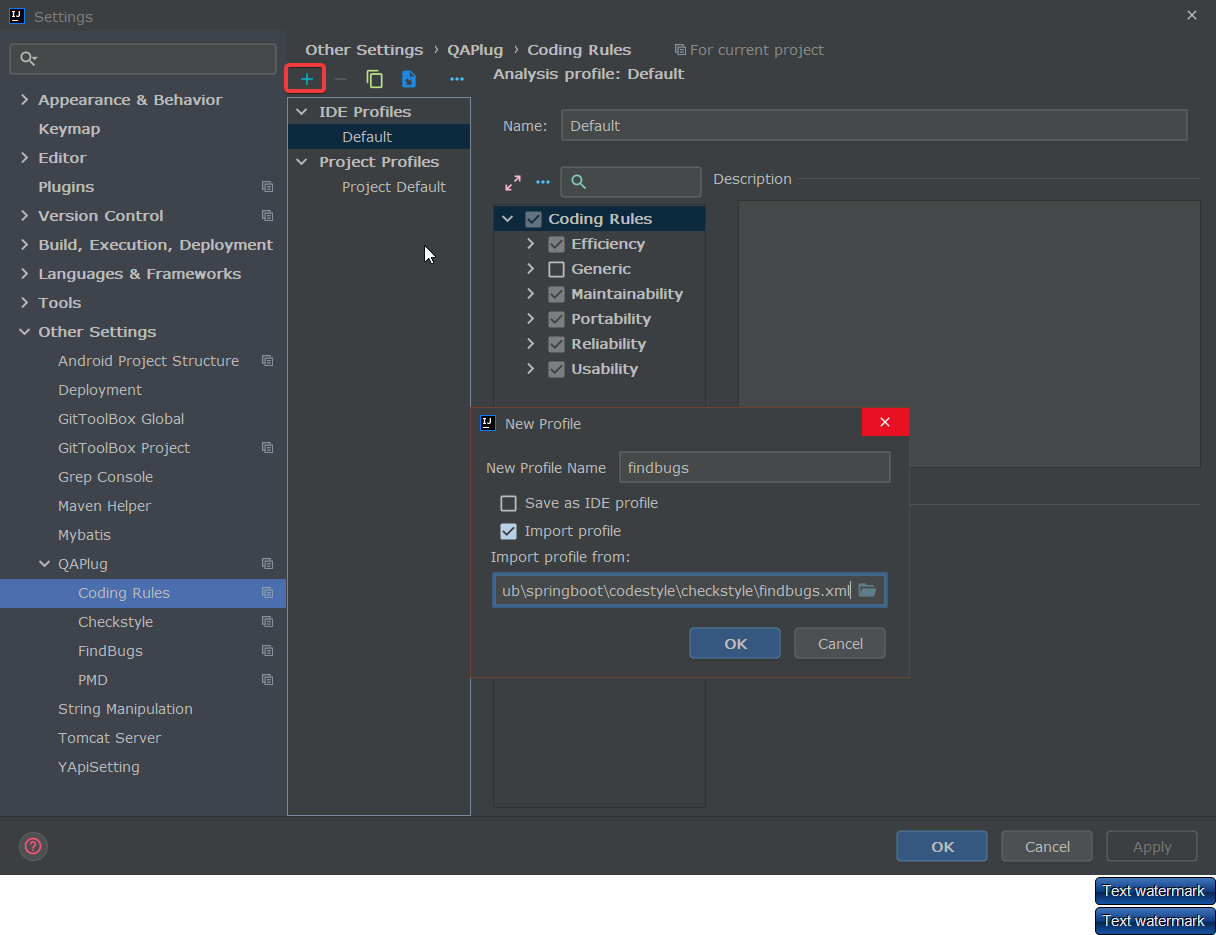 Settings
Other Settings › QAPlug › Coding Rules
For current project
Analysis profile: Default
Appearance & Behavior
Keymap
Editor
Plugins
Version Control
Build, Execution, Deployment
Languages & Frameworks
Tools
Other Settings
Android Project Structure
Deployment
GitToolBox Global
GitToolBox Project
Grep Console
Maven Helper
Mybatis
QAPlug
Coding Rules
Checkstyle
FindBugs
PMD
String Manipulation
Tomcat Server
YApiSetting
IDE Profiles
Default
Project Profiles
Project Default
Name: Default
Description
Coding Rules
Efficiency
Generic
Maintainability
Portability
Reliability
Usability
New Profile
New Profile Name findbugs
Save as IDE profile
Import profile
Import profile from:
ub\springboot\codestyle\checkstyle\findbugs.xml
OK Cancel
OK Cancel Apply
Text watermark
Text watermark